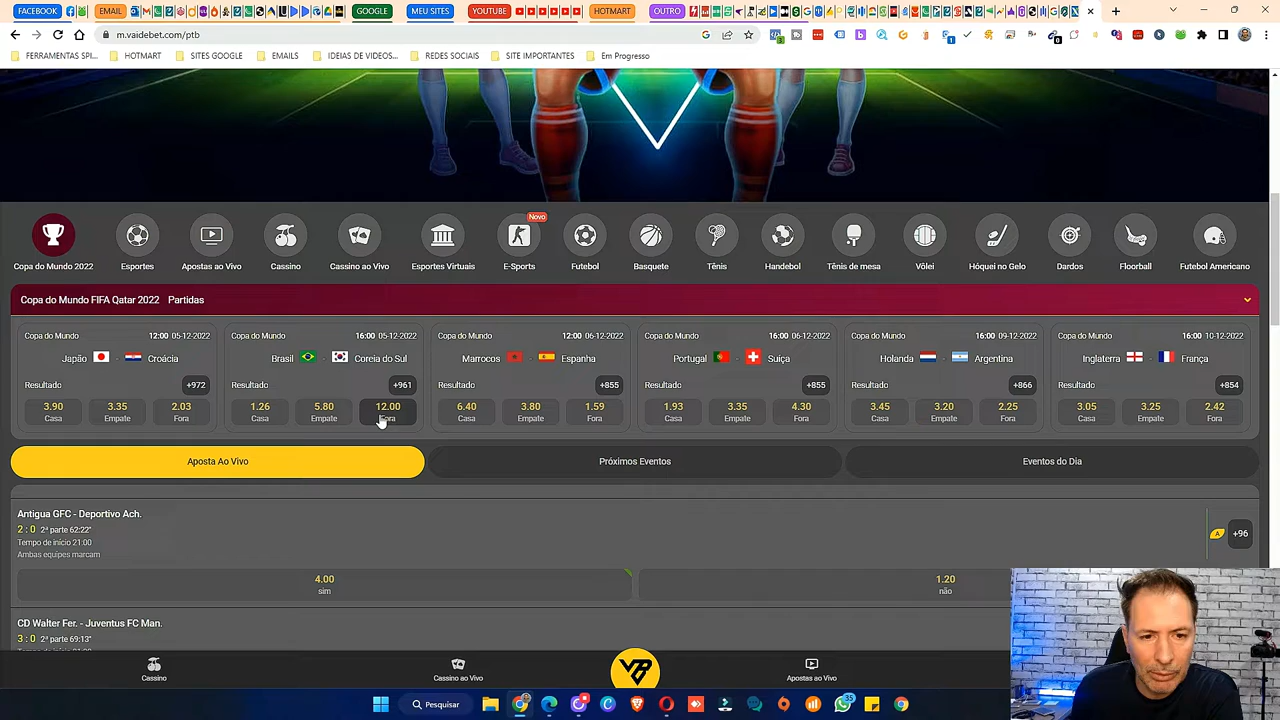 FACEBOOK EMAIL GOOGLE MEU SITES YOUTUBE HOTMART OUTRO
m.vaidebet.com/ptb
FERRAMENTAS SPI... HOTMART SITES GOOGLE EMAILS IDEIAS DE VIDEOS... REDES SOCIAIS SITE IMPORTANTES Em Progresso
Novo
Copa do Mundo 2022 Esportes Apostas ao Vivo Cassino Cassino ao Vivo Esportes Virtuais E-Sports Futebol Basquete Tênis Handebol Tênis de mesa Vôlei Hóquei no Gelo Dardos Floorball Futebol Americano
Copa do Mundo FIFA Qatar 2022 Partidas
Copa do Mundo 12:00 05-12-2022 Copa do Mundo 16:00 05-12-2022 Copa do Mundo 12:00 06-12-2022 Copa do Mundo 16:00 06-12-2022 Copa do Mundo 16:00 09-12-2022 Copa do Mundo 16:00 10-12-2022
Japão - Croácia Brasil - Coreia do Sul Marrocos - Espanha Portugal - Suíça Holanda - Argentina Inglaterra - França
Resultado +972 Resultado +961 Resultado +855 Resultado +855 Resultado +866 Resultado +854
3.90 3.35 2.03 1.26 5.80 12.00 6.40 3.80 1.59 1.93 3.35 4.30 3.45 3.20 2.25 3.05 3.25 2.42
Casa Empate Fora Casa Empate Fora Casa Empate Fora Casa Empate Fora Casa Empate Fora Casa Empate Fora
Aposta Ao Vivo Próximos Eventos Eventos do Dia
Antigua GFC - Deportivo Ach.
2 : 0 2ª parte 62:22"
Tempo de início 21:00
Ambas equipes marcam
A +96
4.00 1.20
sim não
CD Walter Fer. - Juventus FC Man.
3 : 0 2ª parte 69:13"
Cassino Cassino ao Vivo VB Apostas ao Vivo
Pesquisar 35